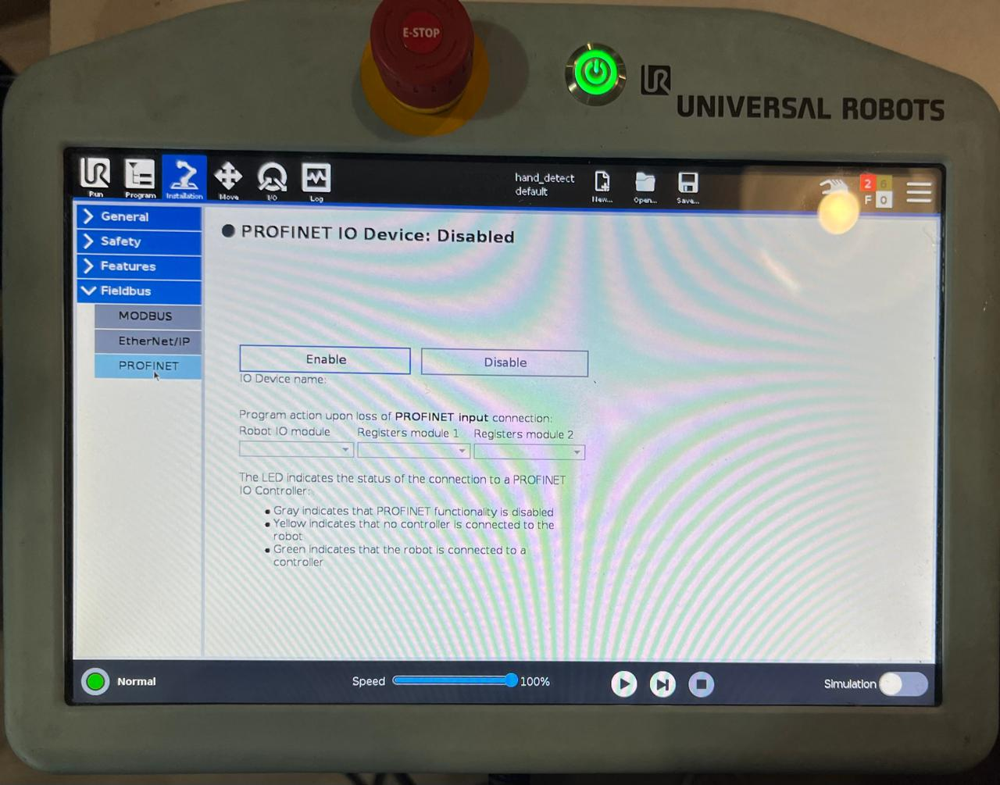 E-STOP
UR
UNIVERSAL ROBOTS
UR
Run
Program
Installation
Move
I/O
Log
hand_detect
default
New...
Open...
Save...
2 6
F 0
General
Safety
Features
Fieldbus
MODBUS
EtherNet/IP
PROFINET
PROFINET IO Device: Disabled
Enable
Disable
IO Device name:
Program action upon loss of PROFINET input connection:
Robot IO module
Registers module 1
Registers module 2
The LED indicates the status of the connection to a PROFINET
IO Controller:
Gray indicates that PROFINET functionality is disabled
Yellow indicates that no controller is connected to the
robot
Green indicates that the robot is connected to a
controller
Normal
Speed
100%
Simulation